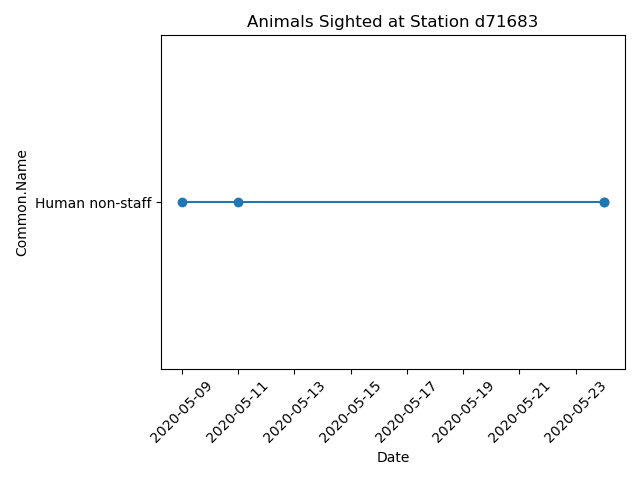 Animals Sighted at Station d71683
Common.Name
Human non-staff
2020-05-09
2020-05-11
2020-05-13
2020-05-15
2020-05-17
2020-05-19
2020-05-21
2020-05-23
Date